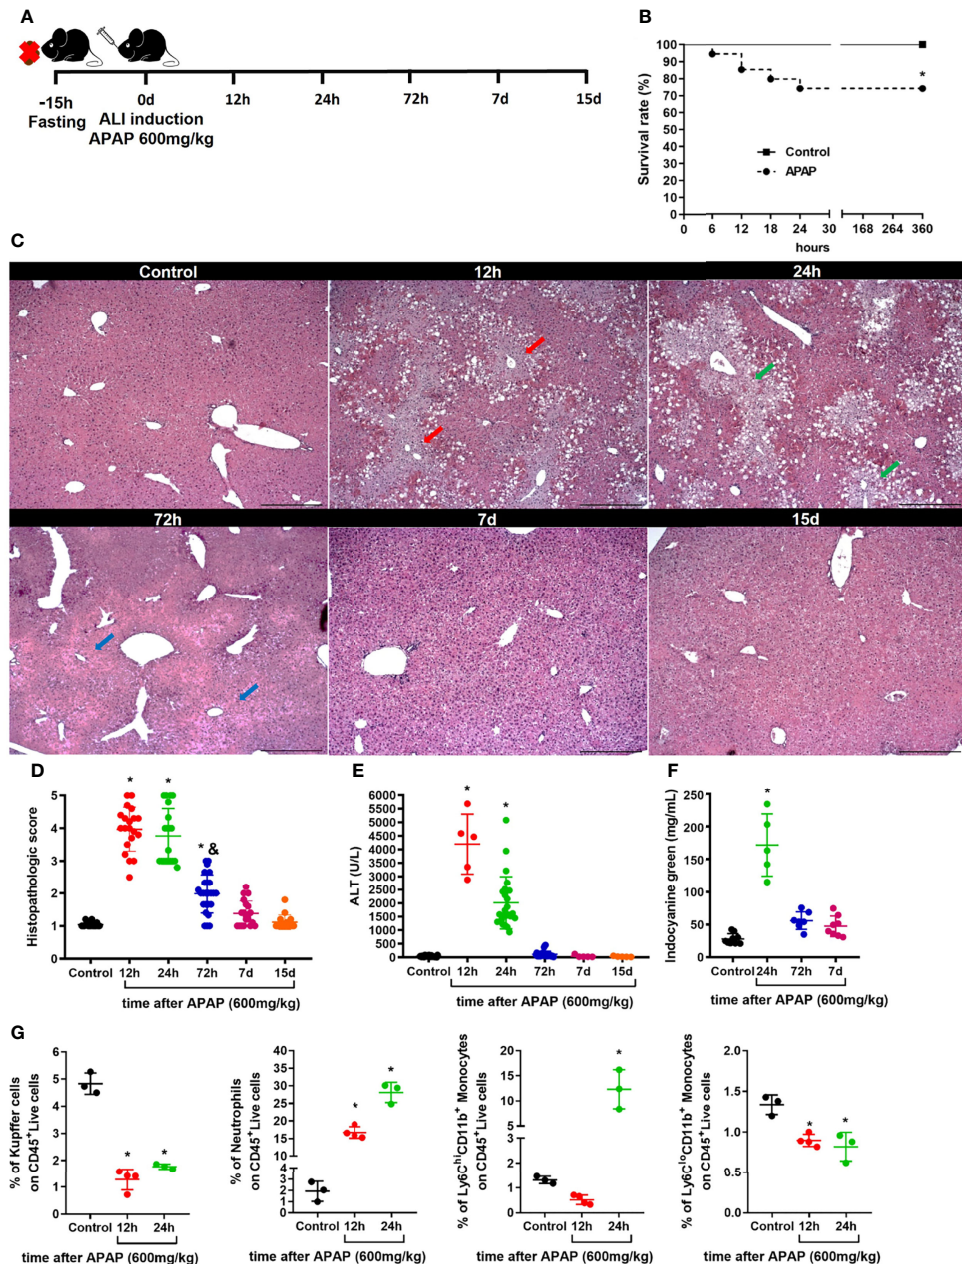 A
-15h
Fasting
0d
ALI induction
APAP 600mg/kg
12h
24h
72h
7d
15d
B
Survival rate (%)
100
90
80
70
60
50
40
30
20
10
0
*
Control
APAP
0 6 12 18 24 30 168 264 360
hours
C
Control
12h
24h
72h
7d
15d
D
Histopathologic score
5
4
3
2
1
0
* * * &
Control 12h 24h 72h 7d 15d
time after APAP (600mg/kg)
E
ALT (U/L)
6000
5500
5000
4500
4000
3500
3000
2500
2000
1500
1000
500
0
* *
Control 12h 24h 72h 7d 15d
time after APAP (600mg/kg)
F
Indocyanine green (mg/mL)
250
200
150
100
50
0
*
Control 24h 72h 7d
time after APAP (600mg/kg)
G
% of Kupffer cells
on CD45+Live cells
6
5
4
3
2
1
0
* *
Control 12h 24h
time after APAP (600mg/kg)
% of Neutrophils
on CD45+Live cells
50
45
40
35
30
25
20
15
10
3
2
1
0
* *
Control 12h 24h
time after APAP (600mg/kg)
% of Ly6ChiCD11b+ Monocytes
on CD45+Live cells
20
15
10
5
2
1
0
*
Control 12h 24h
time after APAP (600mg/kg)
% of Ly6CloCD11b+ Monocytes
on CD45+Live cells
2.0
1.5
1.0
0.5
0.0
* *
Control 12h 24h
time after APAP (600mg/kg)